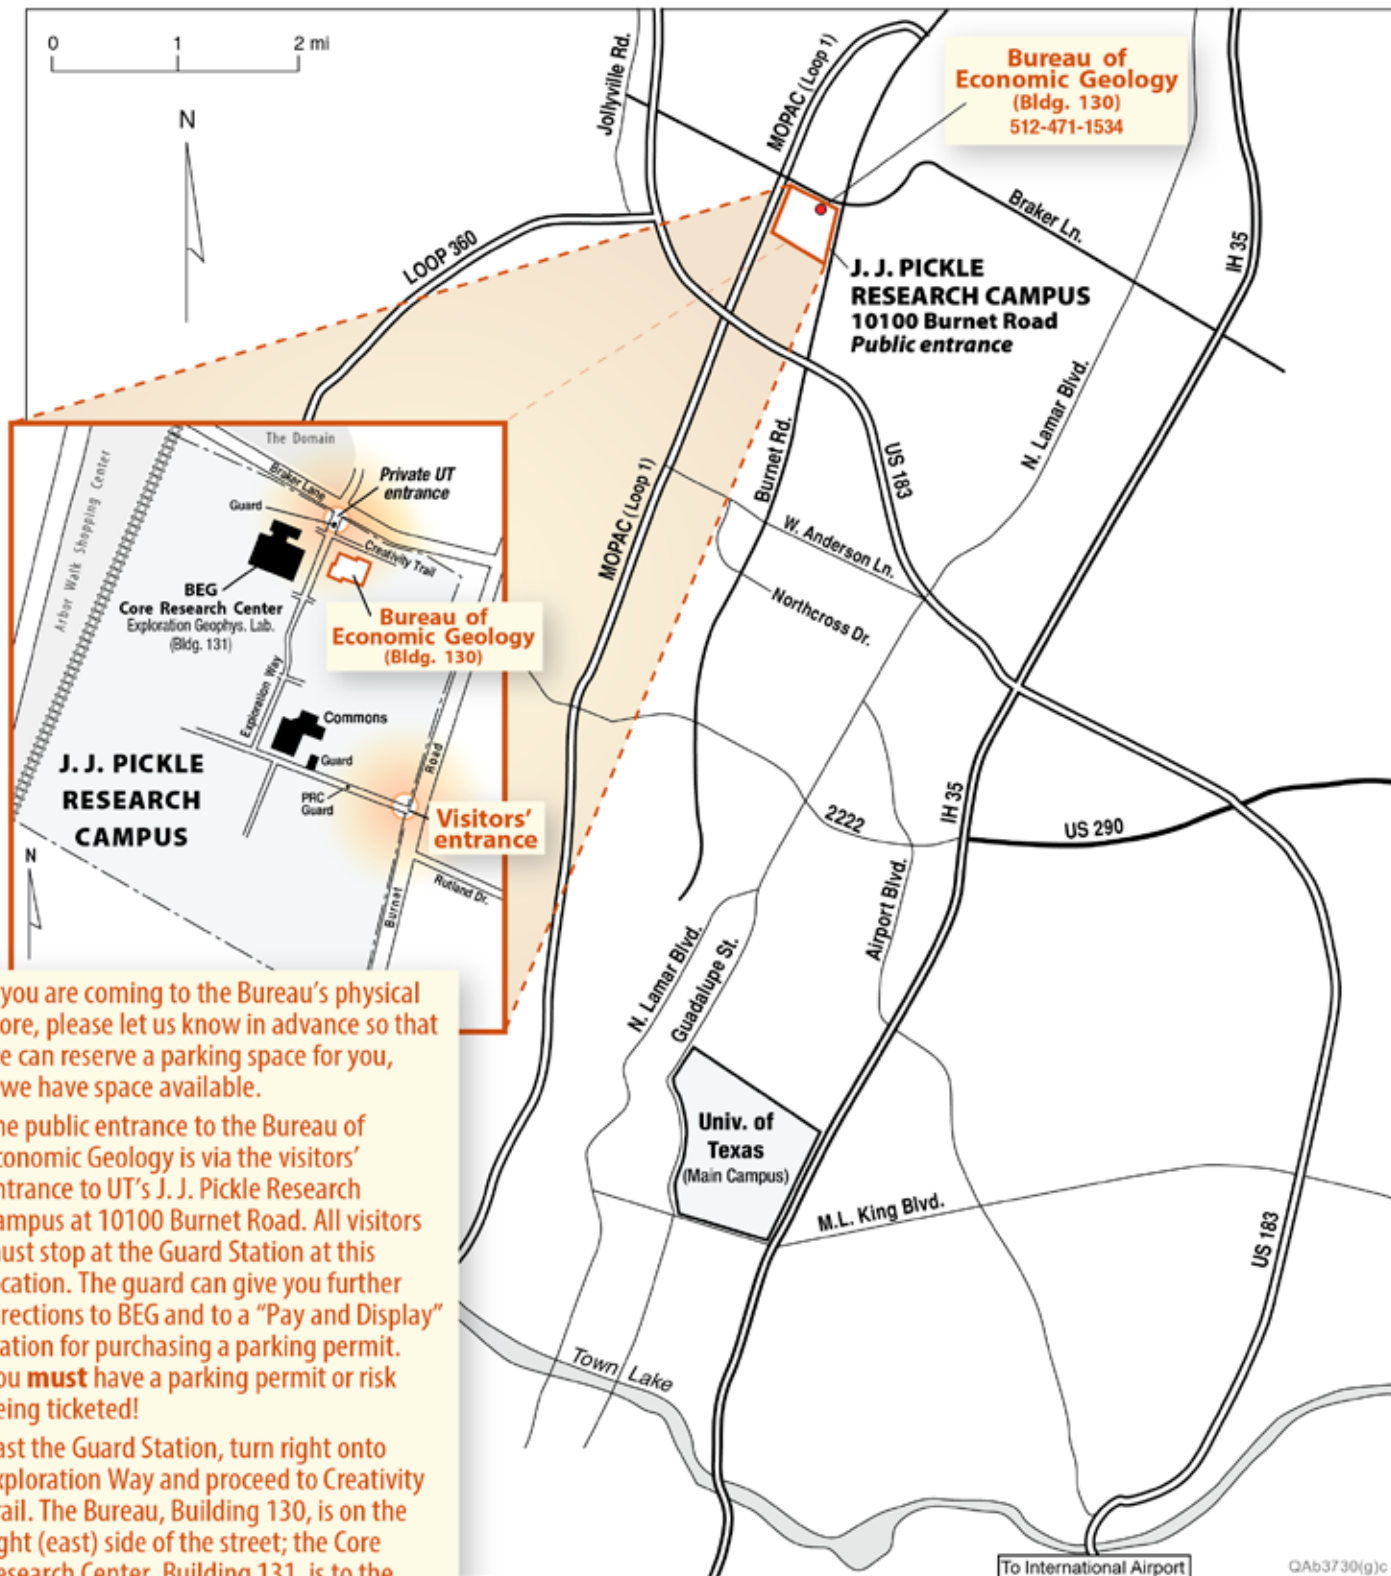 0 1 2 mi
N
Jollyville Rd.
MOPAC (Loop 1)
Bureau of
Economic Geology
(Bldg. 130)
512-471-1534
Braker Ln.
IH 35
LOOP 360
J. J. PICKLE
RESEARCH CAMPUS
10100 Burnet Road
Public entrance
N. Lamar Blvd.
Burnet Rd.
US 183
MOPAC (Loop 1)
W. Anderson Ln.
Northcross Dr.
The Domain
Braker Lane
Private UT
entrance
Guard
Creativity Trail
Arbor Walk Shopping Center
BEG
Core Research Center
Exploration Geophys. Lab.
(Bldg. 131)
Bureau of
Economic Geology
(Bldg. 130)
Exploration Way
Commons
Guard
J. J. PICKLE
RESEARCH
CAMPUS
PRC
Guard
Burnet Road
Visitors'
entrance
Rutland Dr.
N
2222
IH 35
US 290
Airport Blvd.
N. Lamar Blvd.
Guadalupe St.
Univ. of
Texas
(Main Campus)
M.L. King Blvd.
US 183
Town Lake
To International Airport
QAb3730(g)c
you are coming to the Bureau's physical
ore, please let us know in advance so that
e can reserve a parking space for you,
we have space available.
he public entrance to the Bureau of
conomic Geology is via the visitors'
ntrance to UT's J. J. Pickle Research
ampus at 10100 Burnet Road. All visitors
ust stop at the Guard Station at this
cation. The guard can give you further
rections to BEG and to a "Pay and Display"
ation for purchasing a parking permit.
ou must have a parking permit or risk
eing ticketed!
ast the Guard Station, turn right onto
xploration Way and proceed to Creativity
rail. The Bureau, Building 130, is on the
ght (east) side of the street; the Core
esearch Center, Building 131, is to the